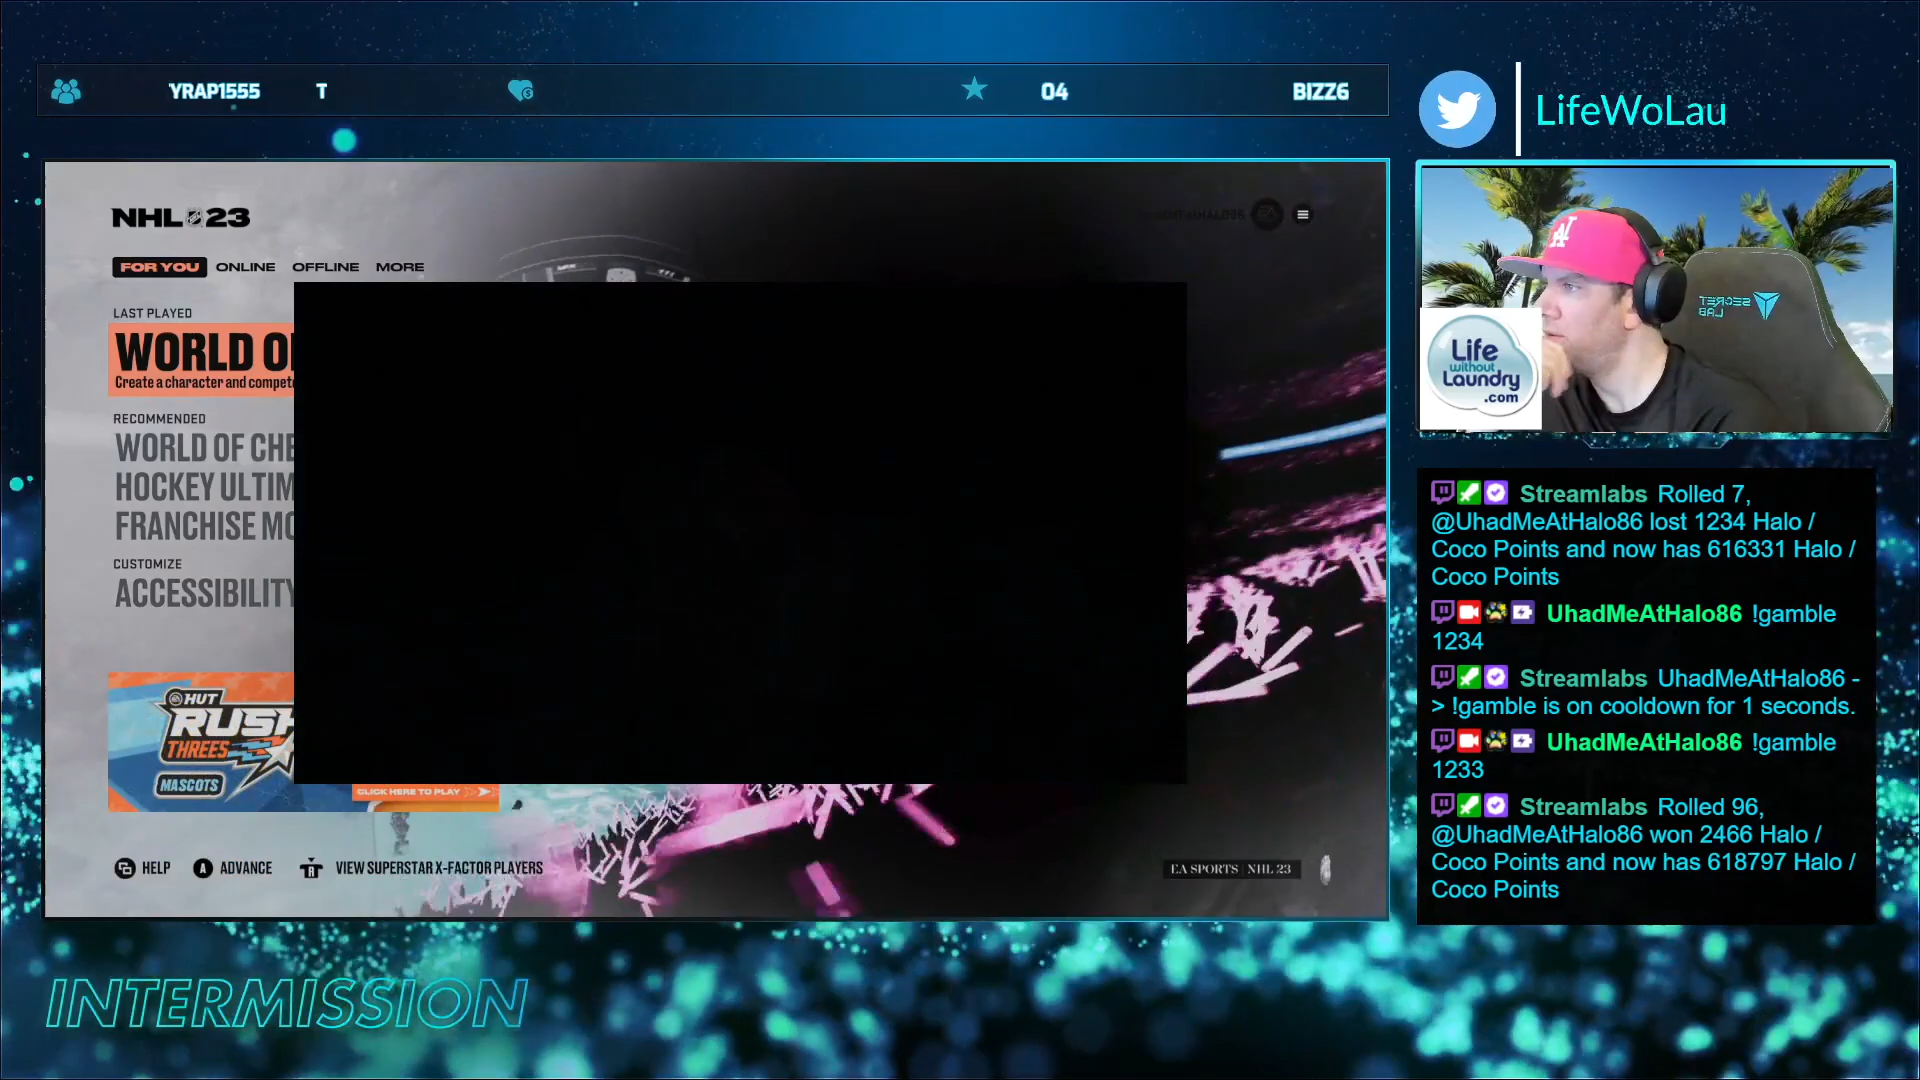 YRAP1555 T 04 BIZZ6
LifeWoLau
NHL 23
FOR YOU ONLINE OFFLINE MORE
LAST PLAYED
WORLD O
Create a character and compet
RECOMMENDED
WORLD OF CHE
HOCKEY ULTIM
FRANCHISE MO
CUSTOMIZE
ACCESSIBILITY
HUT
RUSH
THREES
MASCOTS
CLICK HERE TO PLAY
HELP A ADVANCE R VIEW SUPERSTAR X-FACTOR PLAYERS
EA SPORTS | NHL 23
INTERMISSION
SECRET
LAB
Life
without
Laundry
.com
Streamlabs Rolled 7,
@UhadMeAtHalo86 lost 1234 Halo /
Coco Points and now has 616331 Halo /
Coco Points
UhadMeAtHalo86 !gamble
1234
Streamlabs UhadMeAtHalo86 -
> !gamble is on cooldown for 1 seconds.
UhadMeAtHalo86 !gamble
1233
Streamlabs Rolled 96,
@UhadMeAtHalo86 won 2466 Halo /
Coco Points and now has 618797 Halo /
Coco Points